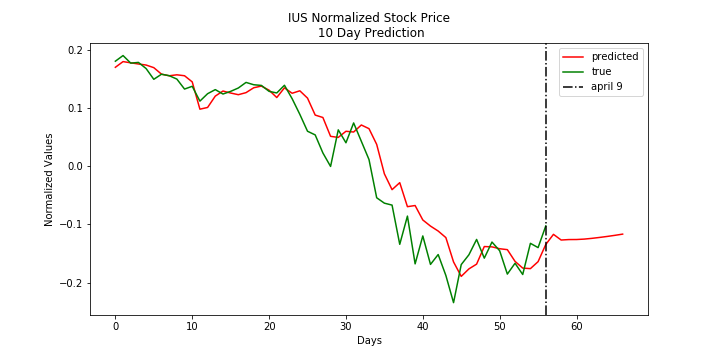 IUS Normalized Stock Price
10 Day Prediction
predicted
true
april 9
Normalized Values
0.2
0.1
0.0
−0.1
−0.2
0 10 20 30 40 50 60
Days